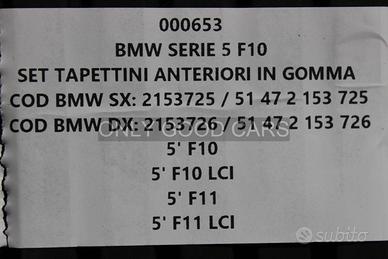 000653
BMW SERIE 5 F10
SET TAPETTINI ANTERIORI IN GOMMA
COD BMW SX: 2153725 / 51 47 2 153 725
COD BMW DX: 2153726 / 51 47 2 153 726
ONLY GOOD CARS
5' F10
5' F10 LCI
5' F11
5' F11 LCI
subito